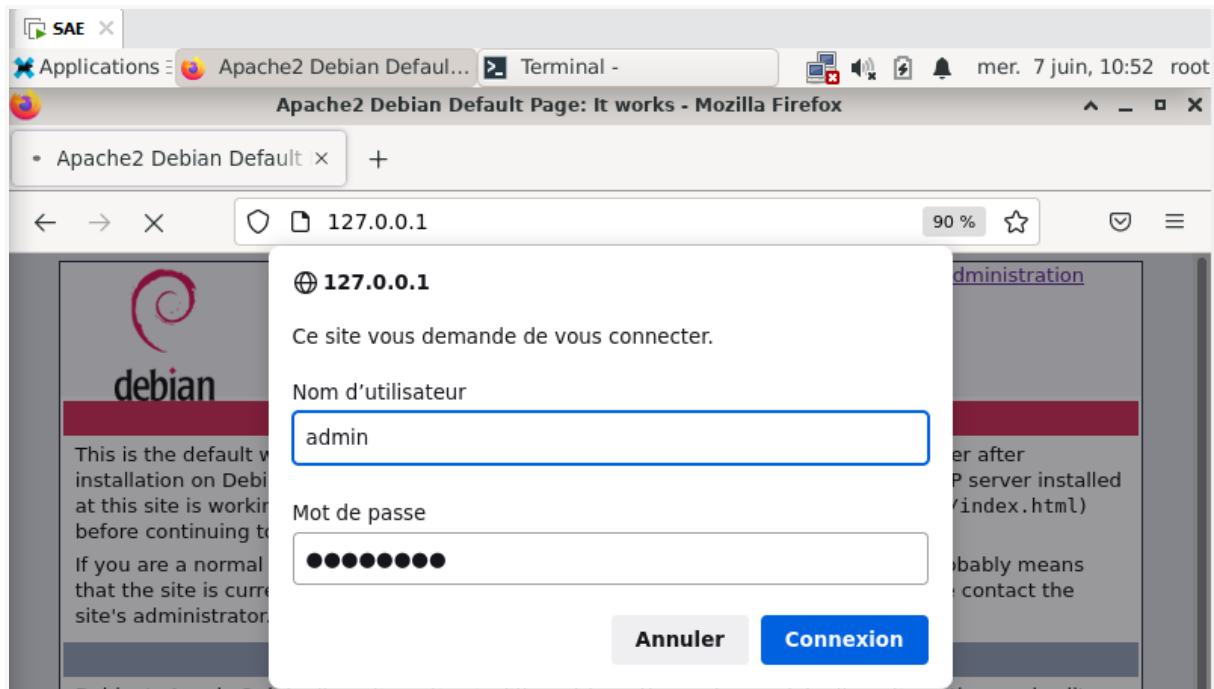 SAE
Applications
Apache2 Debian Defaul...
Terminal -
mer. 7 juin, 10:52 root
Apache2 Debian Default Page: It works - Mozilla Firefox
Apache2 Debian Default
127.0.0.1
90 %
127.0.0.1
Ce site vous demande de vous connecter.
Nom d’utilisateur
admin
Mot de passe
Annuler
Connexion
dministration
debian
This is the default
er after
installation on Debi
P server installed
at this site is workin
/index.html)
before continuing to
If you are a normal
obably means
that the site is curre
contact the
site's administrator.